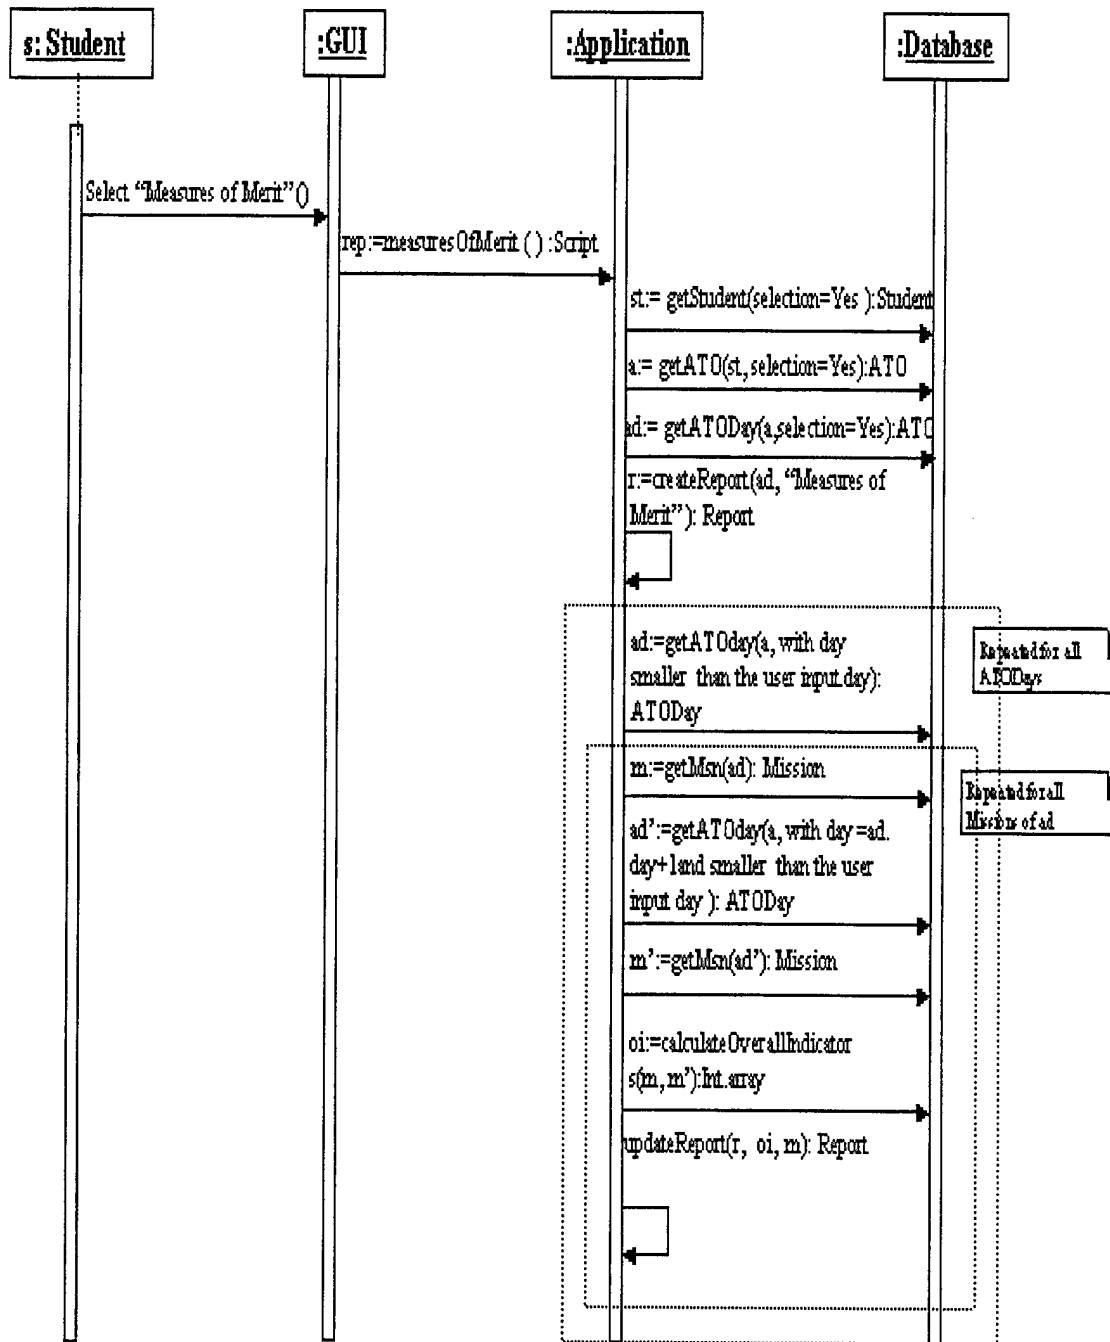 s: Student
:GUI
:Application
:Database
Select “Measures of Merit”()
rep:=measuresOfMerit ( ) :Script
st:= getStudent(selection=Yes ):Student
a:= getATO(st, selection=Yes):ATO
ad:= getATODay(a,selection=Yes):ATO
r:=createReport(ad, “Measures of
Merit” ): Report
ad:=getATOday(a, with day
smaller than the user input day):
ATODay
Repeated for all
ATODays
m:=getMsn(ad): Mission
Repeated for all
Missions of ad
ad’:=getATOday(a, with day =ad.
day+1and smaller than the user
input day ): ATODay
m’:=getMsn(ad’): Mission
oi:=calculateOverallIndicator
s(m, m’):Int.array
updateReport(r, oi, m): Report